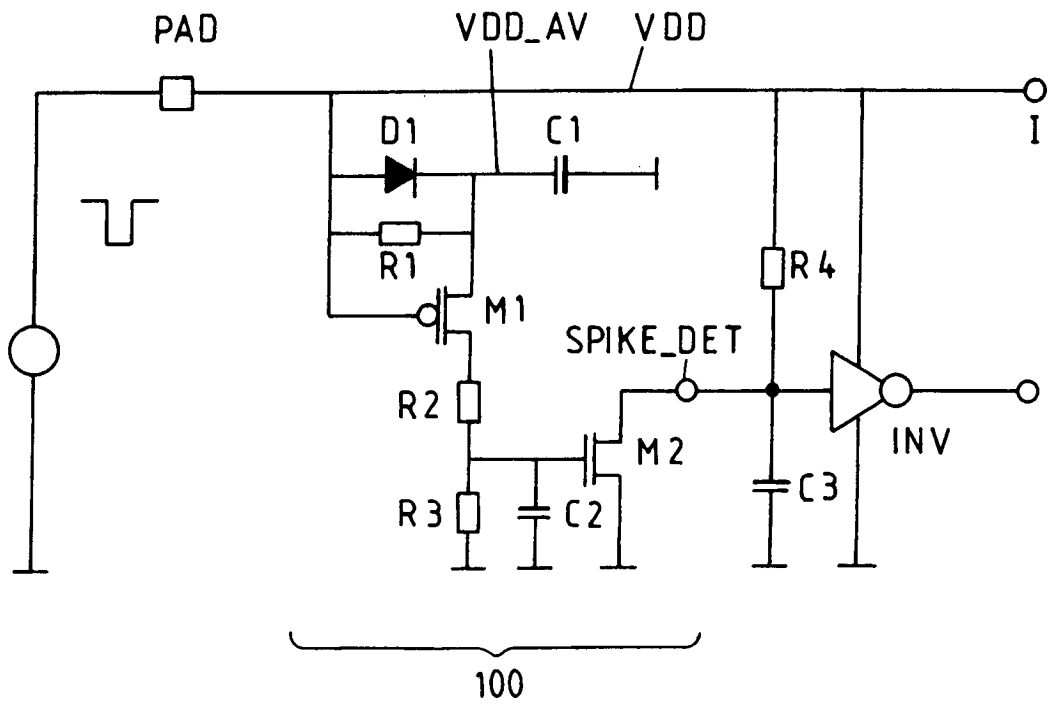 PAD
VDD_AV
VDD
D1
C1
I
R1
R4
M1
SPIKE_DET
R2
M2
INV
R3
C2
C3
100